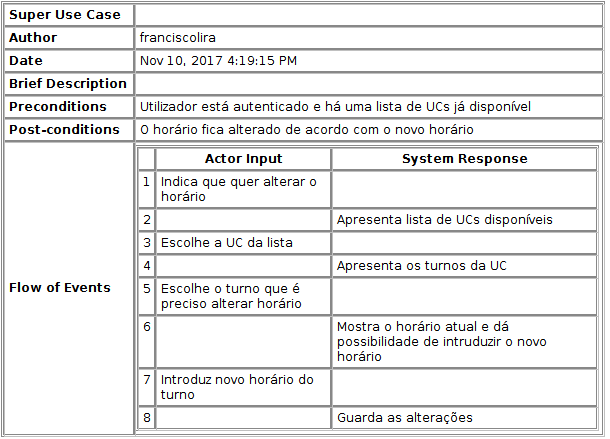 Super Use Case
Author franciscolira
Date Nov 10, 2017 4:19:15 PM
Brief Description
Preconditions Utilizador está autenticado e há uma lista de UCs já disponível
Post-conditions O horário fica alterado de acordo com o novo horário
Flow of Events
Actor Input System Response
1 Indica que quer alterar o
horário
2 Apresenta lista de UCs disponíveis
3 Escolhe a UC da lista
4 Apresenta os turnos da UC
5 Escolhe o turno que é
preciso alterar horário
6 Mostra o horário atual e dá
possibilidade de intruduzir o novo
horário
7 Introduz novo horário do
turno
8 Guarda as alterações